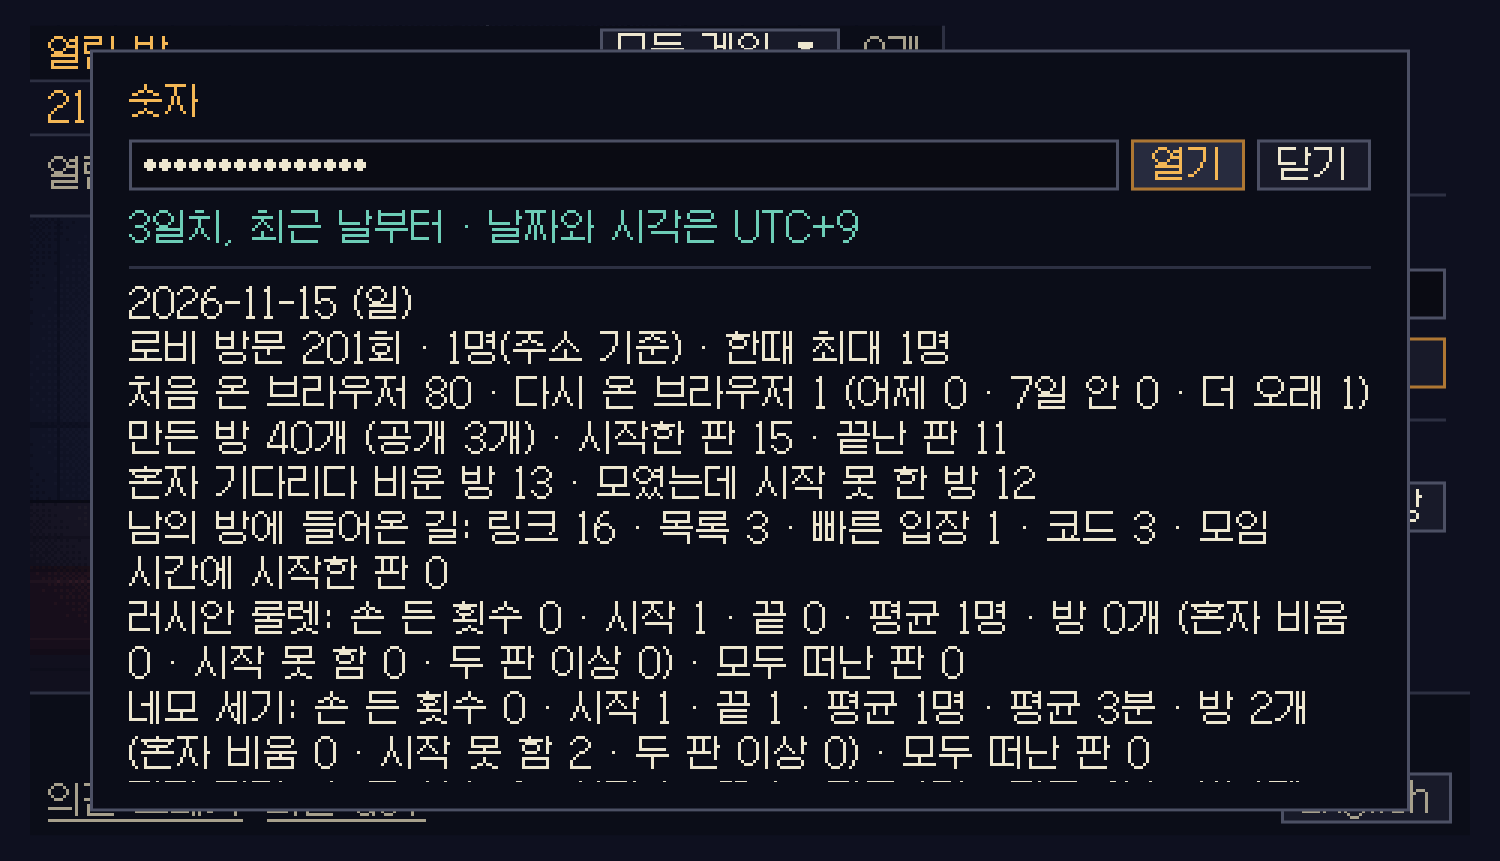 모든 게임 ▼
0개
21
숫자
•••••••••••••••
열기
닫기
3일치, 최근 날부터 · 날짜와 시각은 UTC+9
2026-11-15 (일)
로비 방문 201회 · 1명(주소 기준) · 한때 최대 1명
처음 온 브라우저 80 · 다시 온 브라우저 1 (어제 0 · 7일 안 0 · 더 오래 1)
만든 방 40개 (공개 3개) · 시작한 판 15 · 끝난 판 11
혼자 기다리다 비운 방 13 · 모였는데 시작 못 한 방 12
남의 방에 들어온 길: 링크 16 · 목록 3 · 빠른 입장 1 · 코드 3 · 모임
시간에 시작한 판 0
러시안 룰렛: 손 든 횟수 0 · 시작 1 · 끝 0 · 평균 1명 · 방 0개 (혼자 비움
0 · 시작 못 함 0 · 두 판 이상 0) · 모두 떠난 판 0
네모 세기: 손 든 횟수 0 · 시작 1 · 끝 1 · 평균 1명 · 평균 3분 · 방 2개
(혼자 비움 0 · 시작 못 함 2 · 두 판 이상 0) · 모두 떠난 판 0